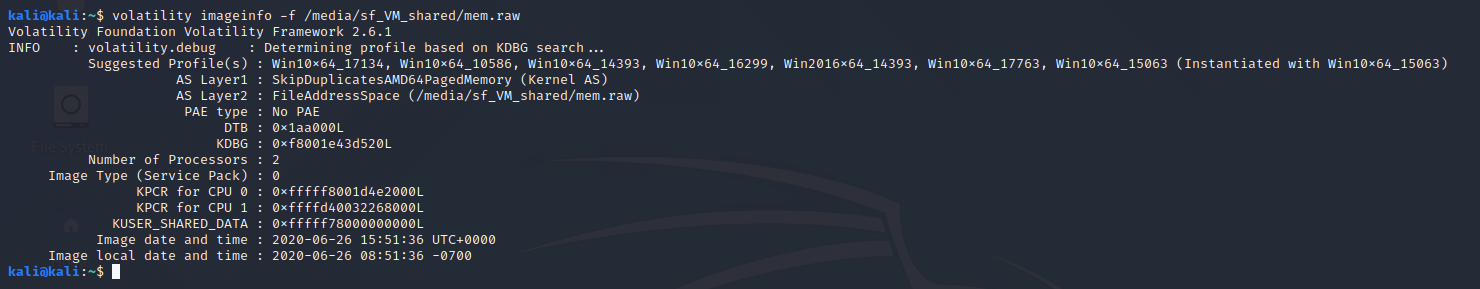 kali@kali:~$ volatility imageinfo -f /media/sf_VM_shared/mem.raw
Volatility Foundation Volatility Framework 2.6.1
INFO    : volatility.debug    : Determining profile based on KDBG search...
          Suggested Profile(s) : Win10x64_17134, Win10x64_10586, Win10x64_14393, Win10x64_16299, Win2016x64_14393, Win10x64_17763, Win10x64_15063 (Instantiated with Win10x64_15063)
                     AS Layer1 : SkipDuplicatesAMD64PagedMemory (Kernel AS)
                     AS Layer2 : FileAddressSpace (/media/sf_VM_shared/mem.raw)
                      PAE type : No PAE
                           DTB : 0x1aa000L
                          KDBG : 0xf8001e43d520L
File System
          Number of Processors : 2
     Image Type (Service Pack) : 0
                KPCR for CPU 0 : 0xfffff8001d4e2000L
                KPCR for CPU 1 : 0xffffd40032268000L
             KUSER_SHARED_DATA : 0xfffff78000000000L
           Image date and time : 2020-06-26 15:51:36 UTC+0000
     Image local date and time : 2020-06-26 08:51:36 -0700
kali@kali:~$